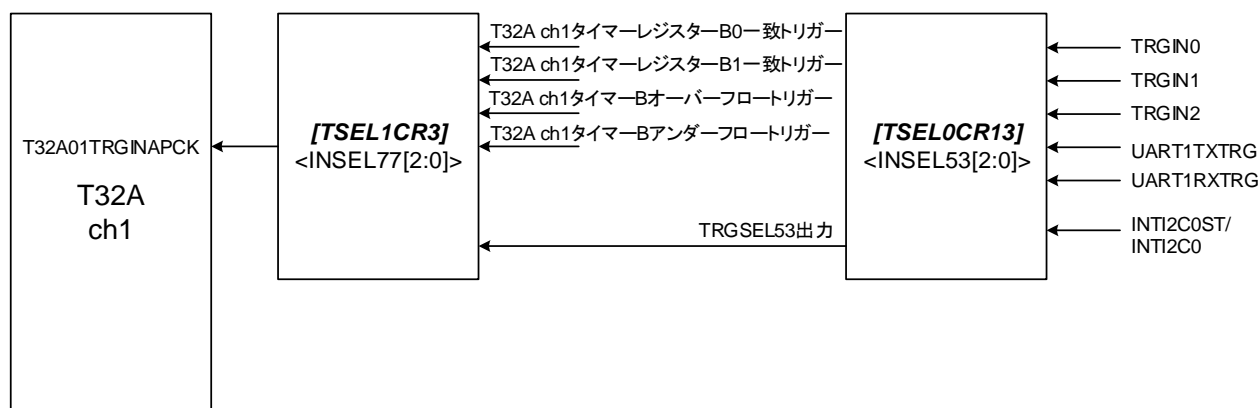 T32A01TRGINAPCK
T32A
ch1
[TSEL1CR3]
<INSEL77[2:0]>
T32A ch1タイマーレジスターB0一致トリガー
T32A ch1タイマーレジスターB1一致トリガー
T32A ch1タイマーBオーバーフロートリガー
T32A ch1タイマーBアンダーフロートリガー
TRGSEL53出力
[TSEL0CR13]
<INSEL53[2:0]>
TRGIN0
TRGIN1
TRGIN2
UART1TXTRG
UART1RXTRG
INTI2C0ST/
INTI2C0